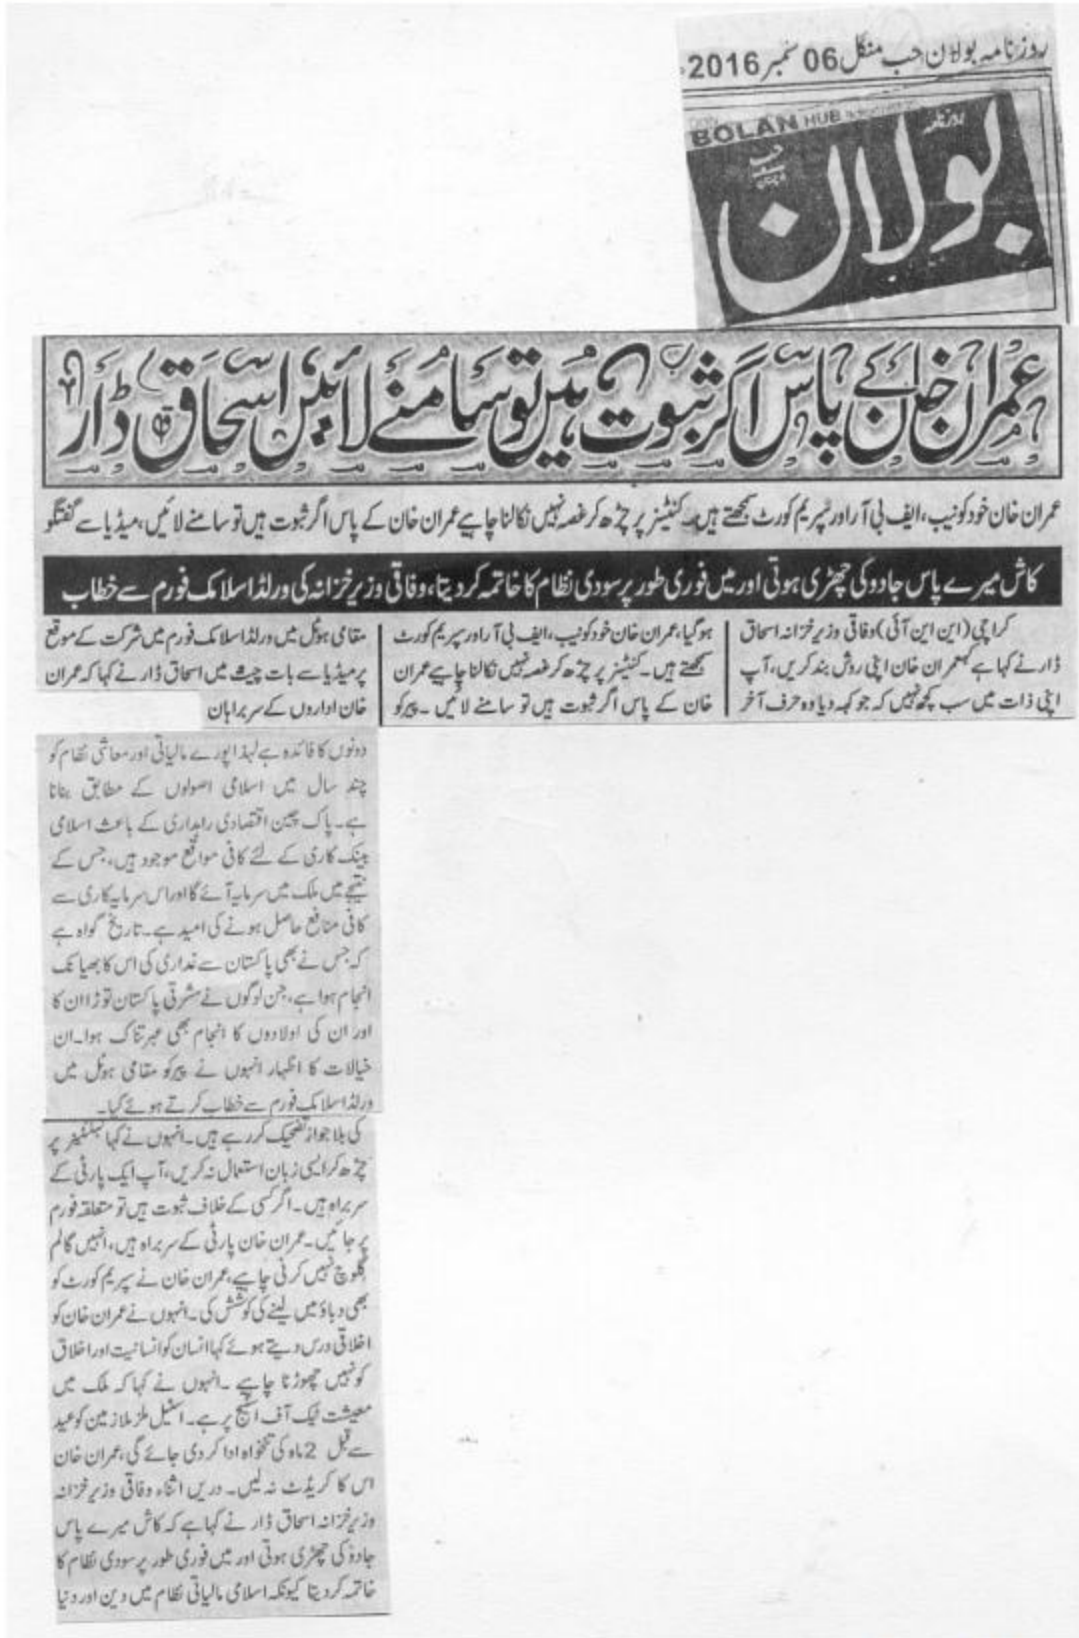 روزنامہ بولان حب منگل 06 ستمبر 2016ء
BOLAN HUB
روزنامہ
حب
بولان
عمران خان کے پاس اگر ثبوت ہیں تو سامنے لائیں اسحاق ڈار
عمران خان خود کو نیب، ایف بی آر اور سپریم کورٹ سمجھتے ہیں۔ کنٹینر پر چڑھ کر غصہ نہیں نکالنا چاہیے عمران خان کے پاس اگر ثبوت ہیں تو سامنے لائیں، میڈیا سے گفتگو
کاش میرے پاس جادو کی چھڑی ہوتی اور میں فوری طور پر سودی نظام کا خاتمہ کر دیتا، وفاقی وزیر خزانہ کی ورلڈ اسلامک فورم سے خطاب
کراچی (این این آئی) وفاقی وزیر خزانہ اسحاق
ڈار نے کہا ہے کہ عمران خان اپنی روش بند کریں، آپ
اپنی ذات میں سب کچھ نہیں کہ جو کہہ دیا وہ حرف آخر
ہوگیا، عمران خان خود کو نیب، ایف بی آر اور سپریم کورٹ
سمجھتے ہیں۔ کنٹینر پر چڑھ کر غصہ نہیں نکالنا چاہیے عمران
خان کے پاس اگر ثبوت ہیں تو سامنے لائیں۔ پیر کو
مقامی ہوٹل میں ورلڈ اسلامک فورم میں شرکت کے موقع
پر میڈیا سے بات چیت میں اسحاق ڈار نے کہا کہ عمران
خان اداروں کے سربراہان
دونوں کا فائدہ ہے لہذا پورے مالیاتی اور معاشی نظام کو
چند سال میں اسلامی اصولوں کے مطابق بنانا
ہے۔ پاک چین اقتصادی راہداری کے باعث اسلامی
بینک کاری کے لئے کافی مواقع موجود ہیں، جس کے
نتیجے میں ملک میں سرمایہ آئے گا اور اس سرمایہ کاری سے
کافی منافع حاصل ہونے کی امید ہے۔ تاریخ گواہ ہے
کہ جس نے بھی پاکستان سے غداری کی اس کا بھیانک
انجام ہوا ہے، جن لوگوں نے مشرقی پاکستان توڑا ان کا
اور ان کی اولادوں کا انجام بھی عبرتناک ہوا۔ ان
خیالات کا اظہار انہوں نے پیر کو مقامی ہوٹل میں
ورلڈ اسلامک فورم سے خطاب کرتے ہوئے کیا۔
کی بلا جواز تضحیک کر رہے ہیں۔ انہوں نے کہا کہ کنٹینر پر
چڑھ کر ایسی زبان استعمال نہ کریں، آپ ایک پارٹی کے
سربراہ ہیں۔ اگر کسی کے خلاف ثبوت ہیں تو متعلقہ فورم
پر جائیں۔ عمران خان پارٹی کے سربراہ ہیں، انہیں گالم
گلوچ نہیں کرنی چاہیے، عمران خان نے سپریم کورٹ کو
بھی دباؤ میں لینے کی کوشش کی۔ انہوں نے عمران خان کو
اخلاقی درس دیتے ہوئے کہا انسان کو انسانیت اور اخلاق
کو نہیں چھوڑنا چاہیے۔ انہوں نے کہا کہ ملک میں
معیشت ٹیک آف اسٹیج پر ہے۔ اسٹیل ملز ملازمین کو عید
سے قبل 2 ماہ کی تنخواہ ادا کر دی جائے گی، عمران خان
اس کا کریڈٹ نہ لیں۔ دریں اثناء وفاقی وزیر خزانہ
وزیر خزانہ اسحاق ڈار نے کہا ہے کہ کاش میرے پاس
جادو کی چھڑی ہوتی اور میں فوری طور پر سودی نظام کا
خاتمہ کر دیتا کیونکہ اسلامی مالیاتی نظام میں دین اور دنیا